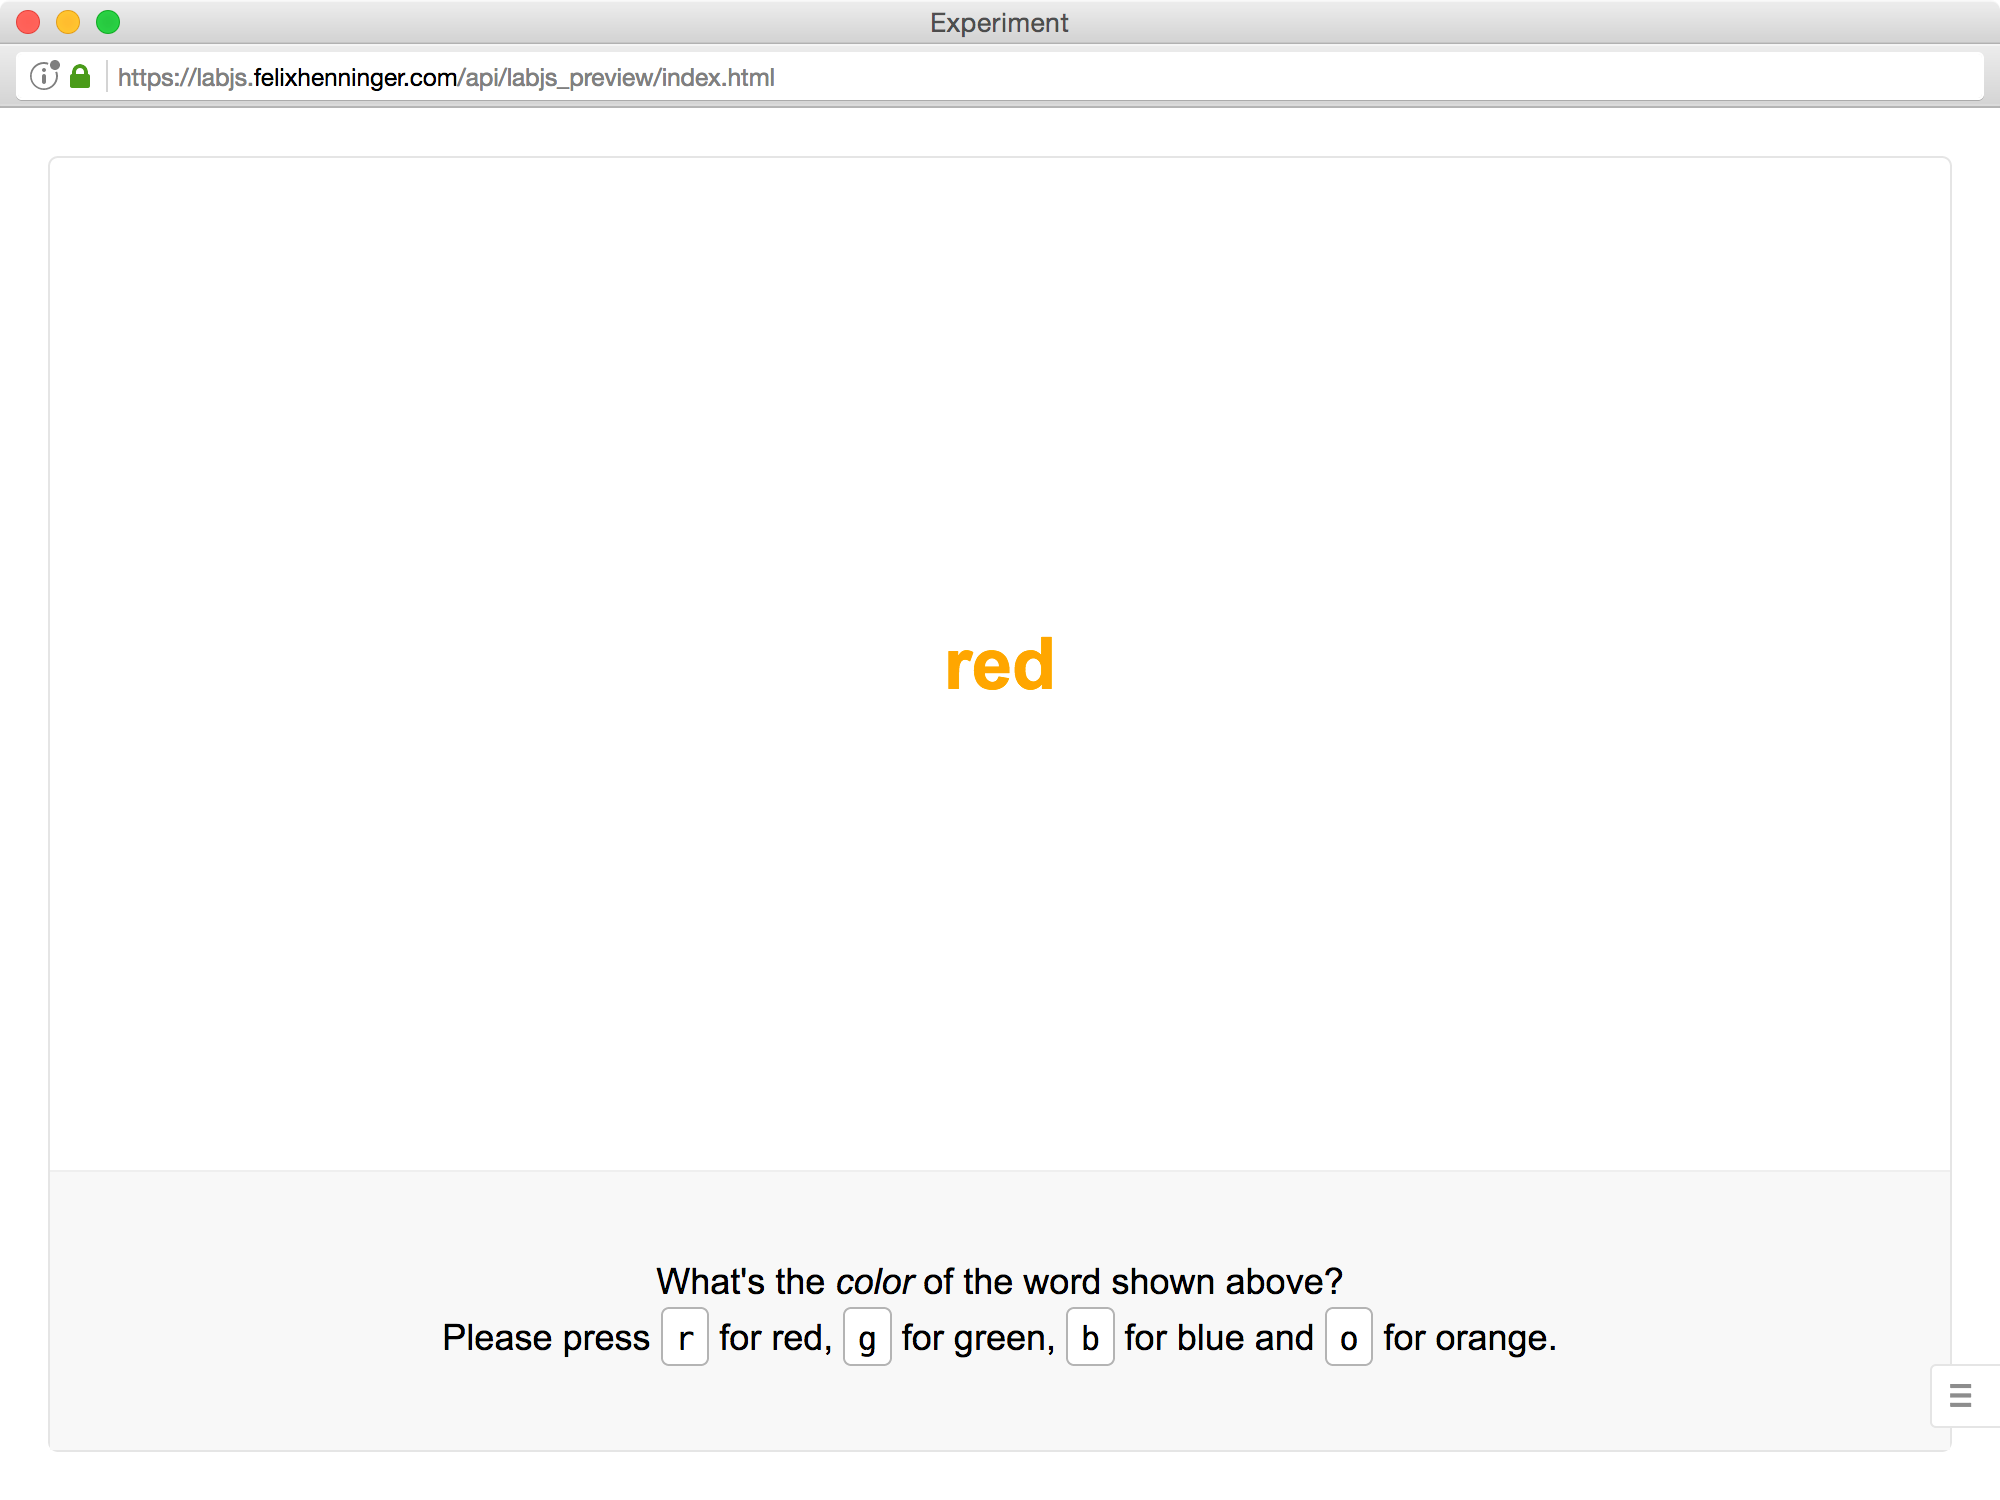 Experiment
https://labjs.felixhenninger.com/api/labjs_preview/index.html
red
What's the color of the word shown above?
Please press r for red, g for green, b for blue and o for orange.